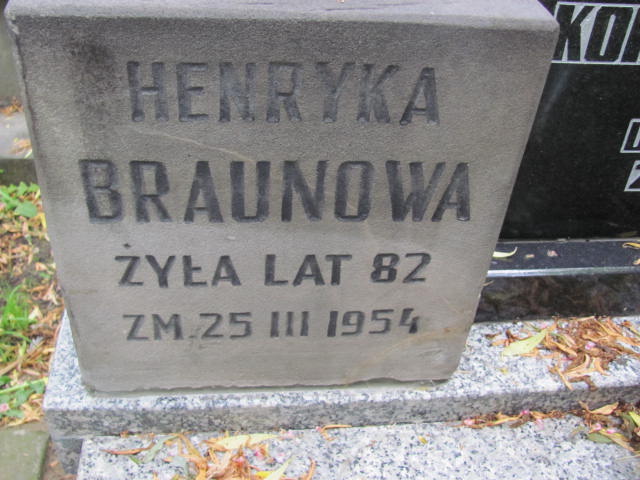 HENRYKA
BRAUNOWA
ŻYŁA LAT 82
ZM. 25 III 1954